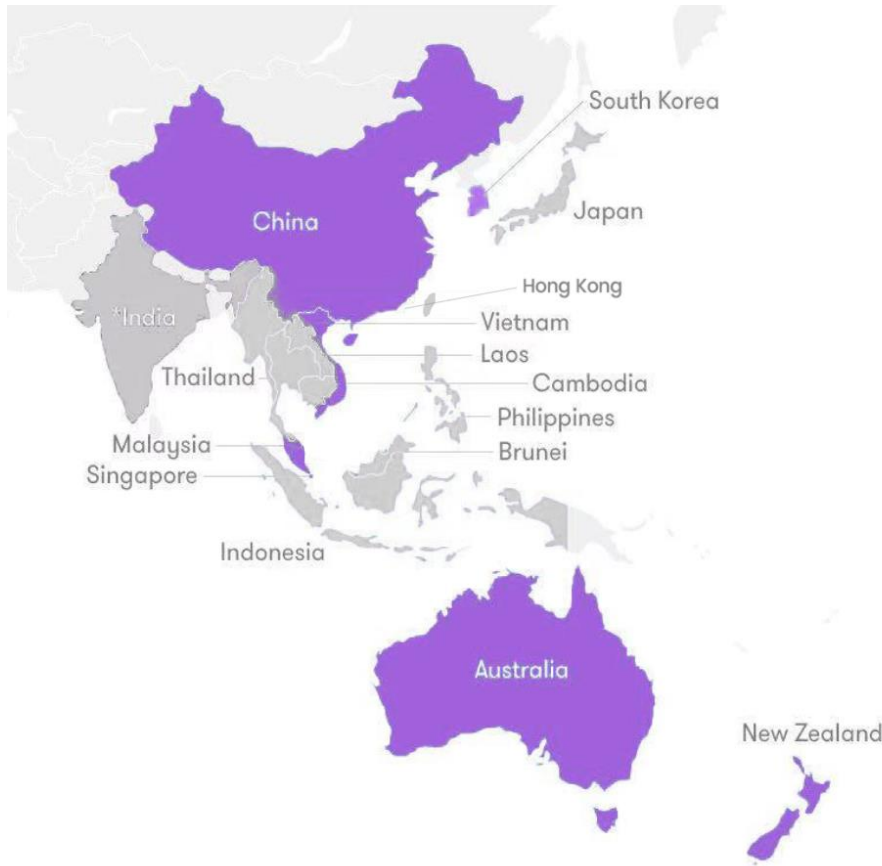 South Korea
Japan
China
Hong Kong
*India
Vietnam
Laos
Thailand
Cambodia
Philippines
Malaysia
Brunei
Singapore
Indonesia
Australia
New Zealand